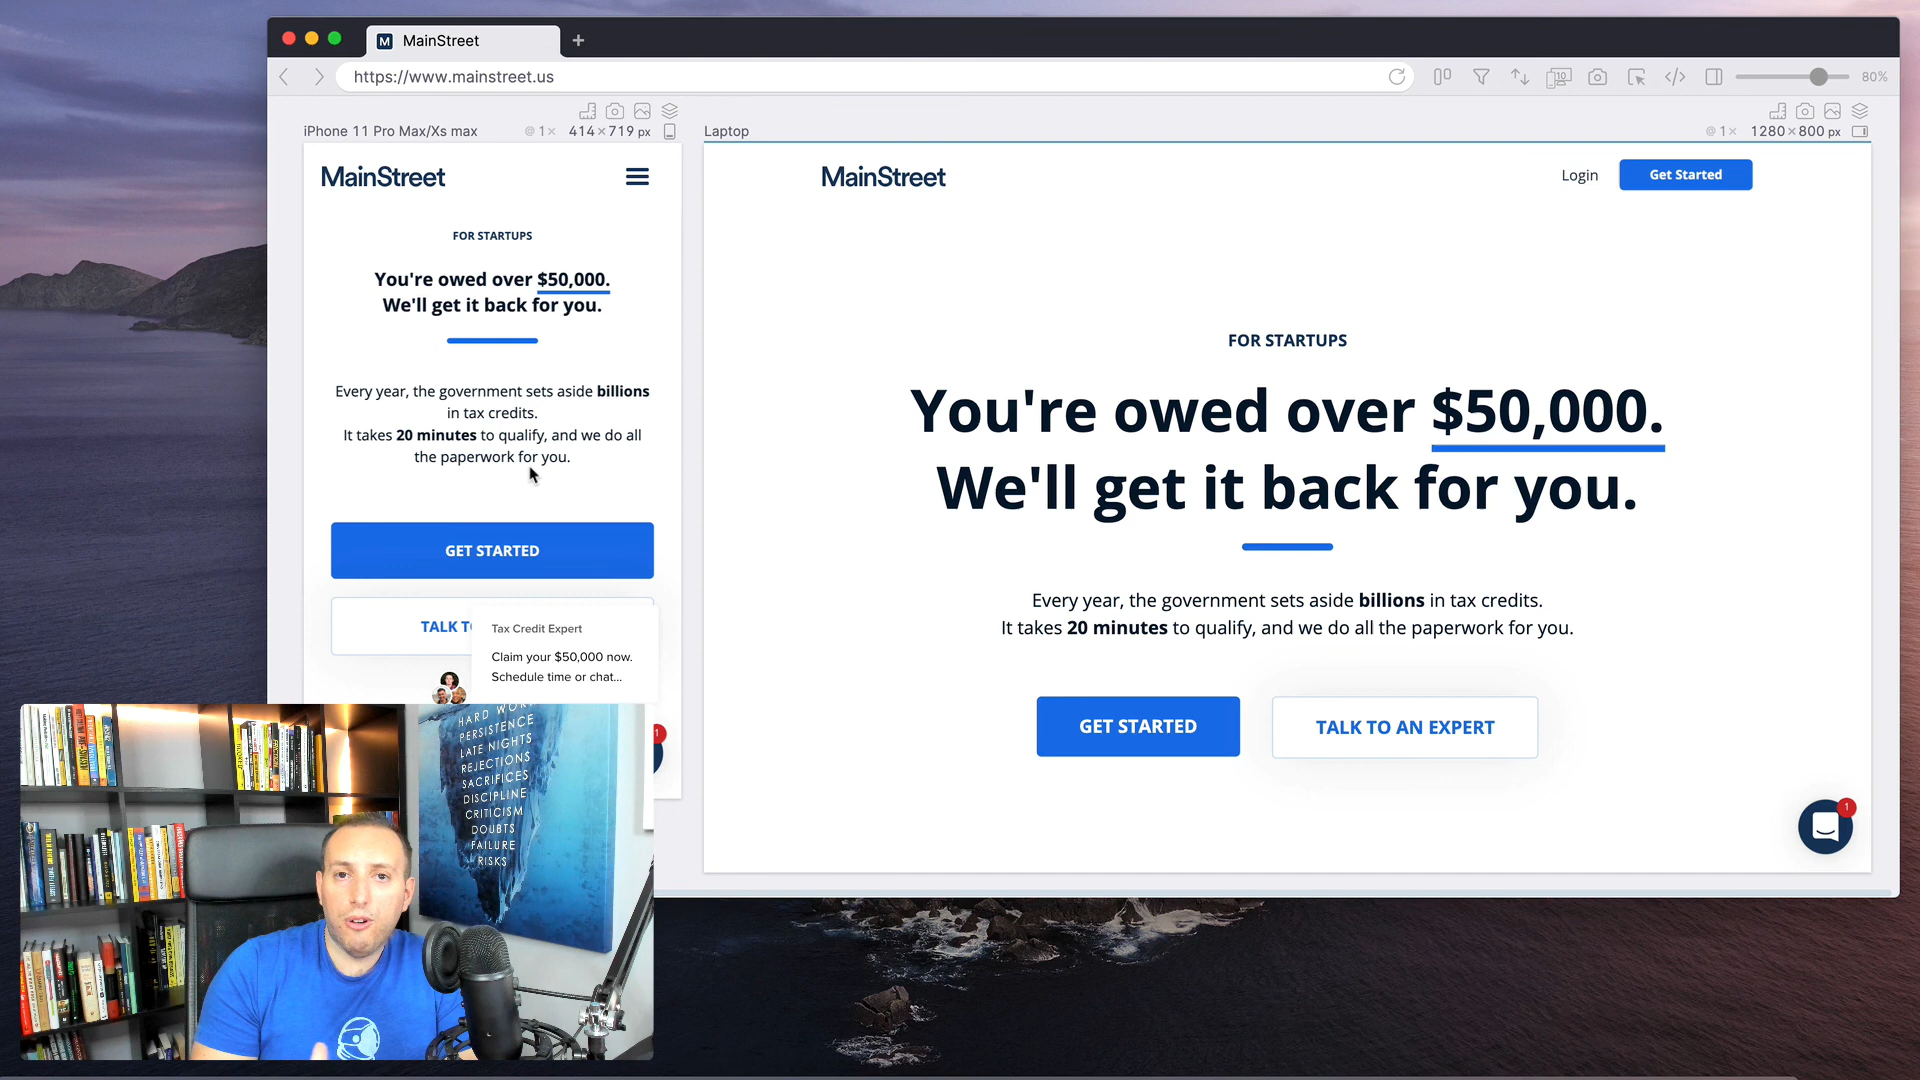 M MainStreet
https://www.mainstreet.us
10
80%
iPhone 11 Pro Max/Xs max
@ 1×
414×719 px
MainStreet
FOR STARTUPS
You're owed over $50,000.
We'll get it back for you.
Every year, the government sets aside billions
in tax credits.
It takes 20 minutes to qualify, and we do all
the paperwork for you.
GET STARTED
TALK TO
Tax Credit Expert
Claim your $50,000 now.
Schedule time or chat...
1
Laptop
@ 1×
1280×800 px
MainStreet
Login
Get Started
FOR STARTUPS
You're owed over $50,000.
We'll get it back for you.
Every year, the government sets aside billions in tax credits.
It takes 20 minutes to qualify, and we do all the paperwork for you.
GET STARTED
TALK TO AN EXPERT
1
HARD WORK
PERSISTENCE
LATE NIGHTS
REJECTIONS
SACRIFICES
DISCIPLINE
CRITICISM
DOUBTS
FAILURE
RISKS